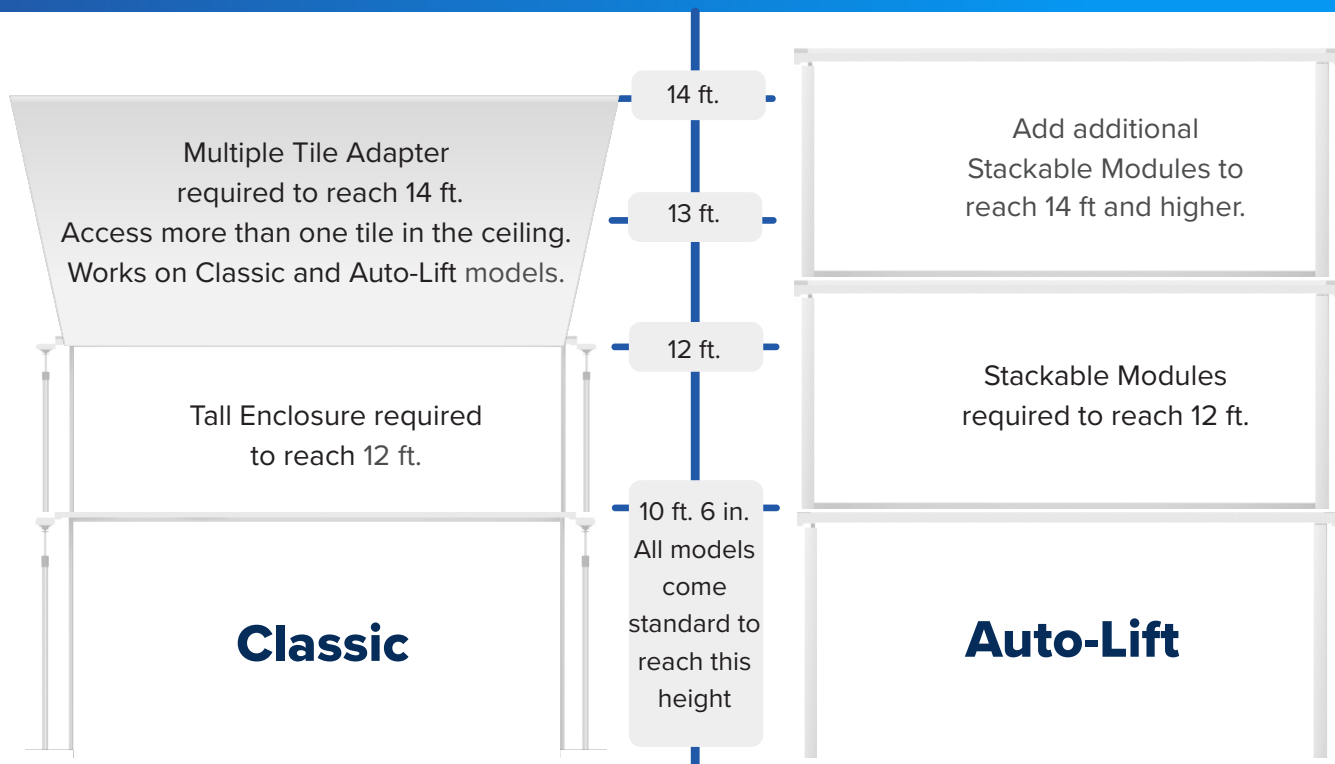 Multiple Tile Adapter
required to reach 14 ft.
Access more than one tile in the ceiling.
Works on Classic and Auto-Lift models.
Tall Enclosure required
to reach 12 ft.
Classic
14 ft.
13 ft.
12 ft.
10 ft. 6 in.
All models
come
standard to
reach this
height
Add additional
Stackable Modules to
reach 14 ft and higher.
Stackable Modules
required to reach 12 ft.
Auto-Lift